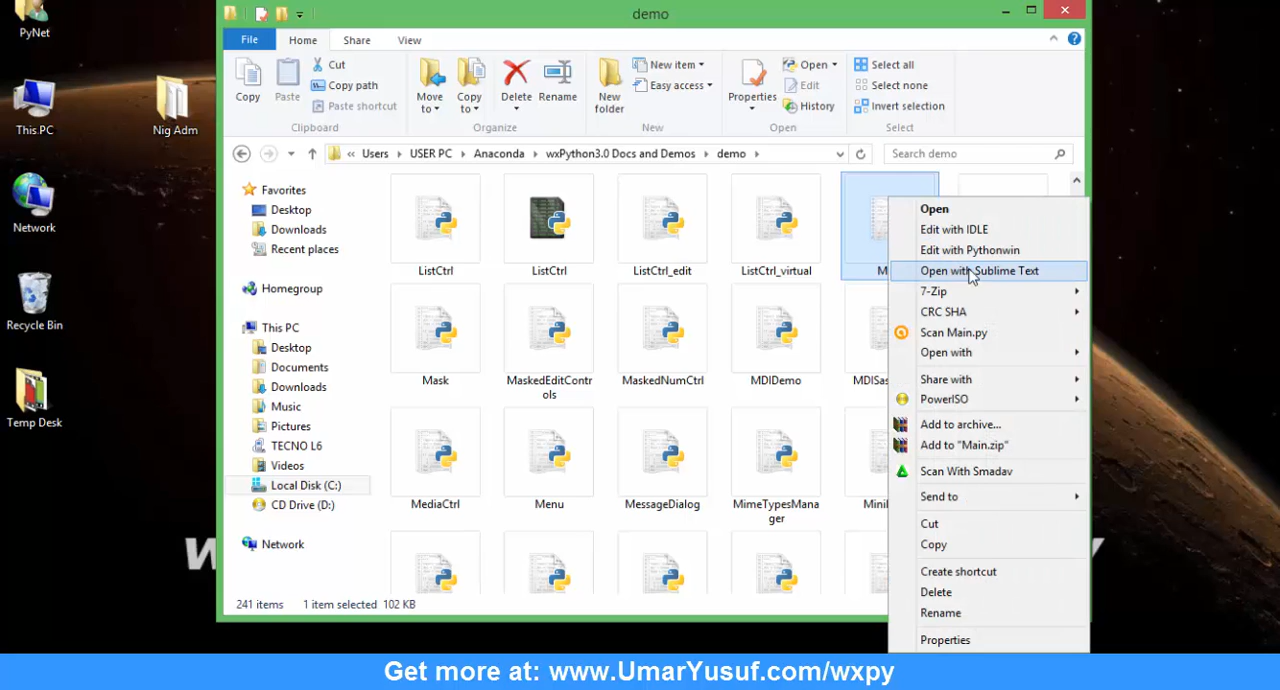 PyNet
This PC
Nig Adm
Network
Recycle Bin
Temp Desk
demo
File Home Share View
Copy
Paste
Cut
Copy path
Paste shortcut
Clipboard
Move to
Copy to
Delete
Rename
Organize
New folder
New item
Easy access
New
Properties
Open
Edit
History
Open
Select all
Select none
Invert selection
Select
« Users USER PC Anaconda wxPython3.0 Docs and Demos demo
Search demo
Favorites
Desktop
Downloads
Recent places
Homegroup
This PC
Desktop
Documents
Downloads
Music
Pictures
TECNO L6
Videos
Local Disk (C:)
CD Drive (D:)
Network
ListCtrl ListCtrl ListCtrl_edit ListCtrl_virtual M
Mask MaskedEditControls MaskedNumCtrl MDIDemo MDISas
MediaCtrl Menu MessageDialog MimeTypesManager Mini
241 items 1 item selected 102 KB
Open
Edit with IDLE
Edit with Pythonwin
Open with Sublime Text
7-Zip
CRC SHA
Scan Main.py
Open with
Share with
PowerISO
Add to archive...
Add to "Main.zip"
Scan With Smadav
Send to
Cut
Copy
Create shortcut
Delete
Rename
Properties
W
Get more at: www.UmarYusuf.com/wxpy